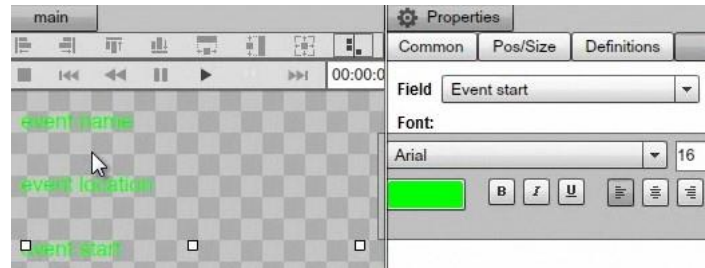 main
Properties
Common Pos/Size Definitions
00:00:0
Field Event start
Font:
Arial 16
B I U
event name
event location
event start